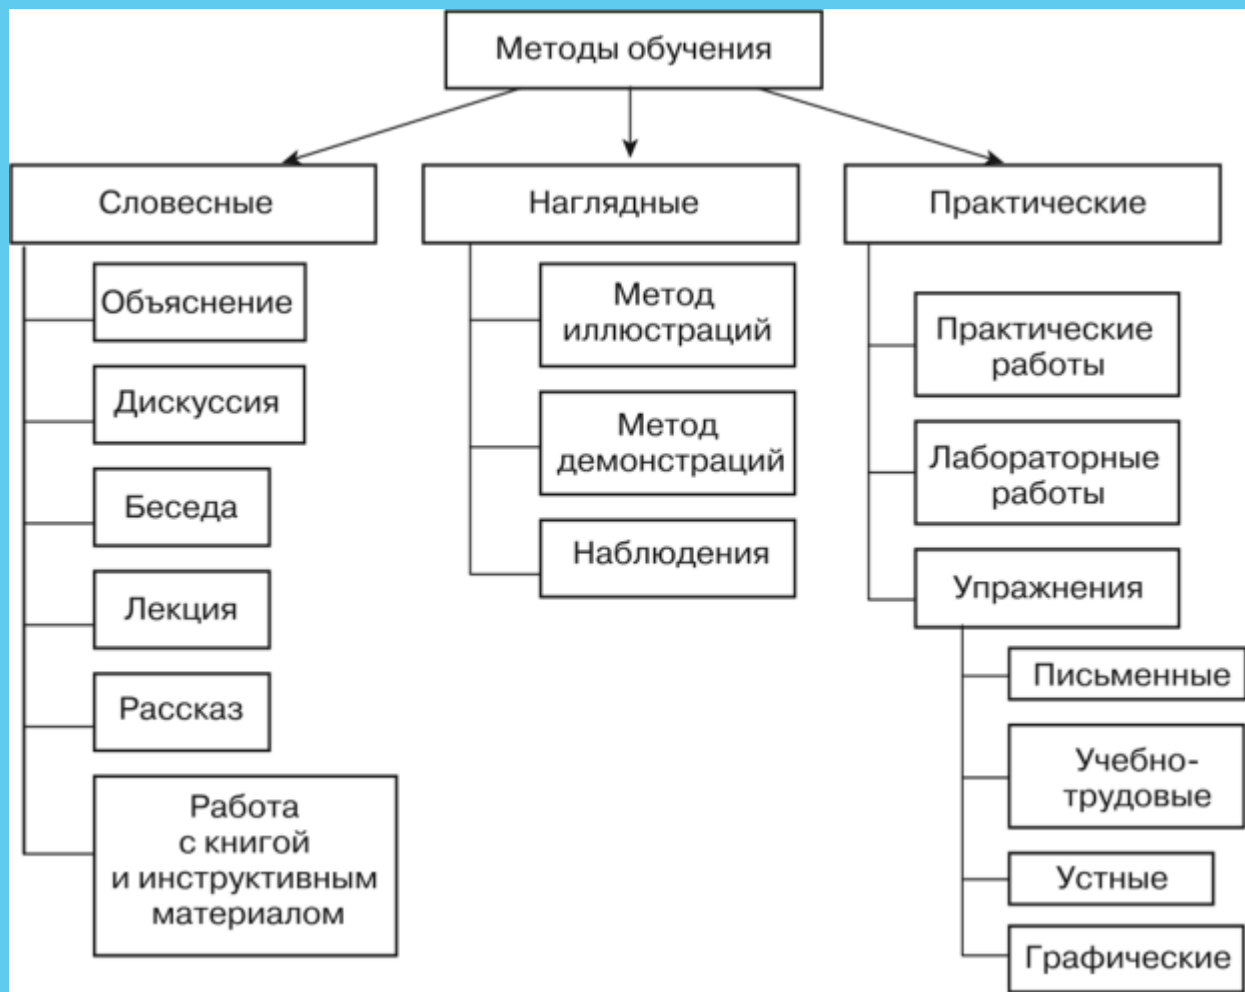 Методы обучения
Словесные
Объяснение
Дискуссия
Беседа
Лекция
Рассказ
Работа
с книгой
и инструктивным
материалом
Наглядные
Метод
иллюстраций
Метод
демонстраций
Наблюдения
Практические
Практические
работы
Лабораторные
работы
Упражнения
Письменные
Учебно-
трудовые
Устные
Графические